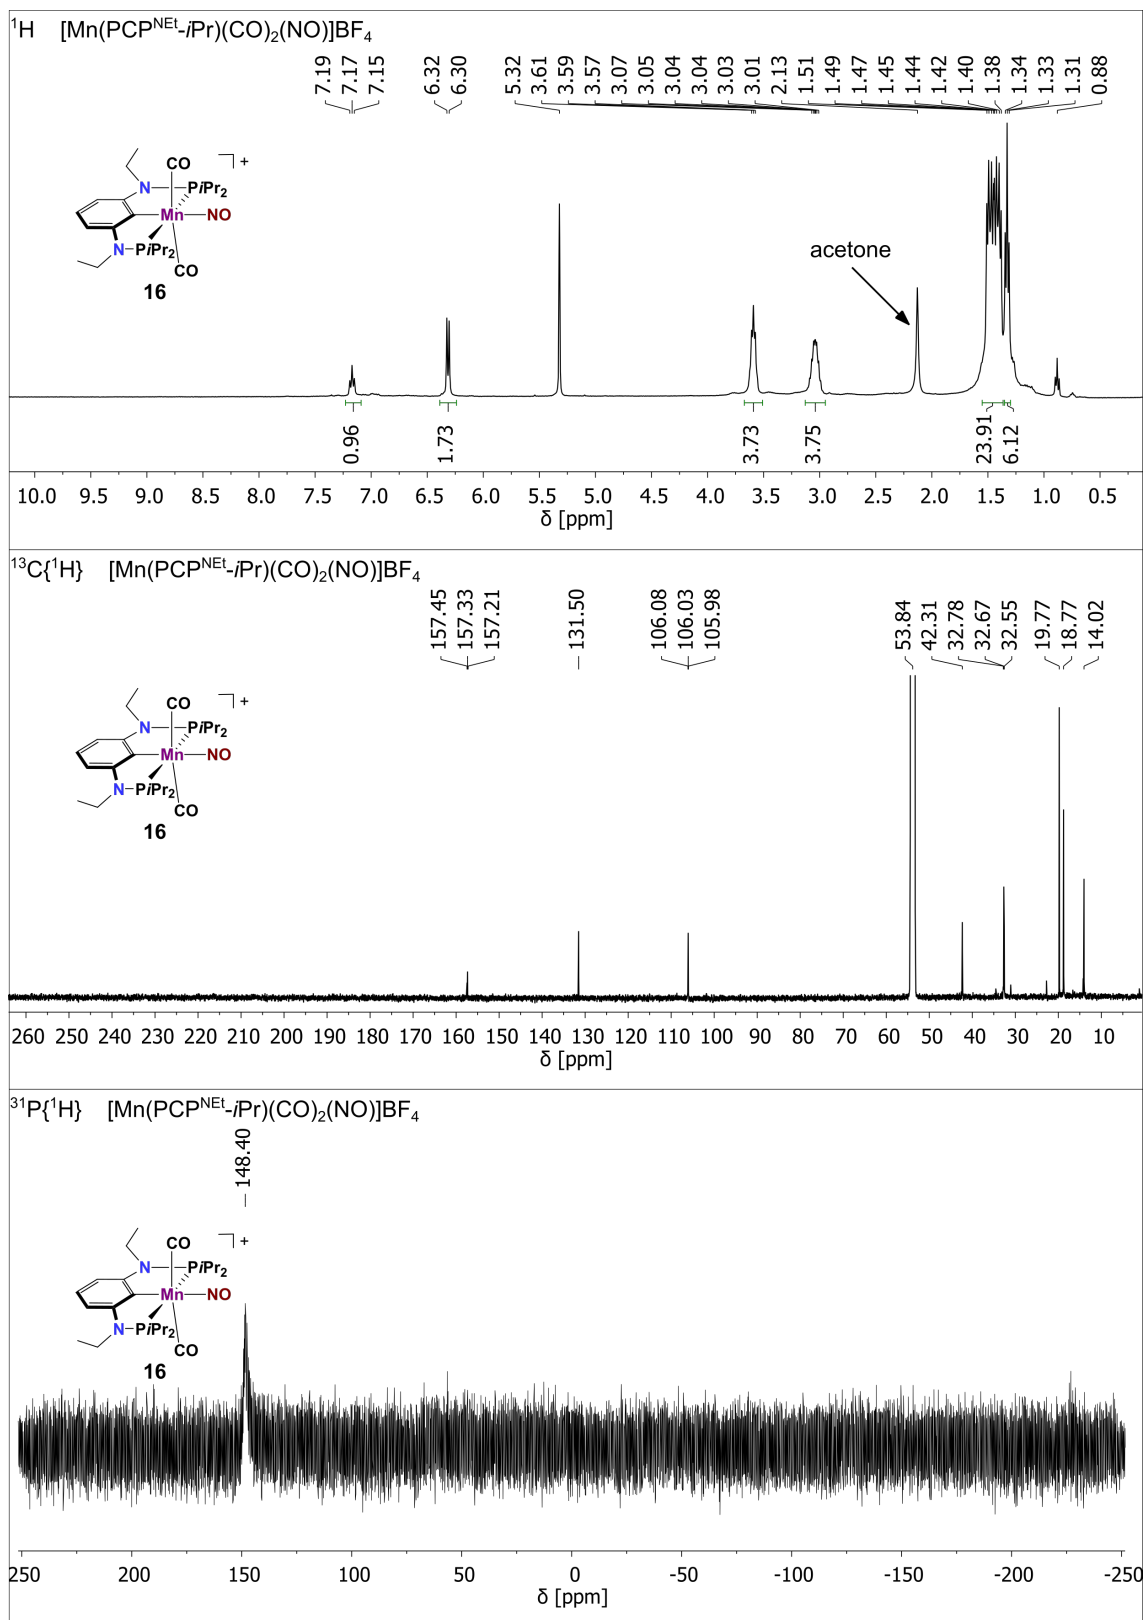 ¹H [Mn(PCP^NEt-iPr)(CO)₂(NO)]BF₄
7.19 7.17 7.15 6.32 6.30 5.32 3.61 3.59 3.57 3.07 3.05 3.04 3.04 3.03 3.01 2.13 1.51 1.49 1.47 1.45 1.44 1.42 1.40 1.38 1.34 1.33 1.31 0.88
CO
⁺
N PiPr₂
Mn NO
N PiPr₂
CO
16
acetone
0.96 1.73 3.73 3.75 23.91 6.12
10.0 9.5 9.0 8.5 8.0 7.5 7.0 6.5 6.0 5.5 5.0 4.5 4.0 3.5 3.0 2.5 2.0 1.5 1.0 0.5
δ [ppm]
¹³C{¹H} [Mn(PCP^NEt-iPr)(CO)₂(NO)]BF₄
157.45 157.33 157.21 131.50 106.08 106.03 105.98 53.84 42.31 32.78 32.67 32.55 19.77 18.77 14.02
CO
⁺
N PiPr₂
Mn NO
N PiPr₂
CO
16
260 250 240 230 220 210 200 190 180 170 160 150 140 130 120 110 100 90 80 70 60 50 40 30 20 10
δ [ppm]
³¹P{¹H} [Mn(PCP^NEt-iPr)(CO)₂(NO)]BF₄
148.40
CO
⁺
N PiPr₂
Mn NO
N PiPr₂
CO
16
250 200 150 100 50 0 -50 -100 -150 -200 -250
δ [ppm]